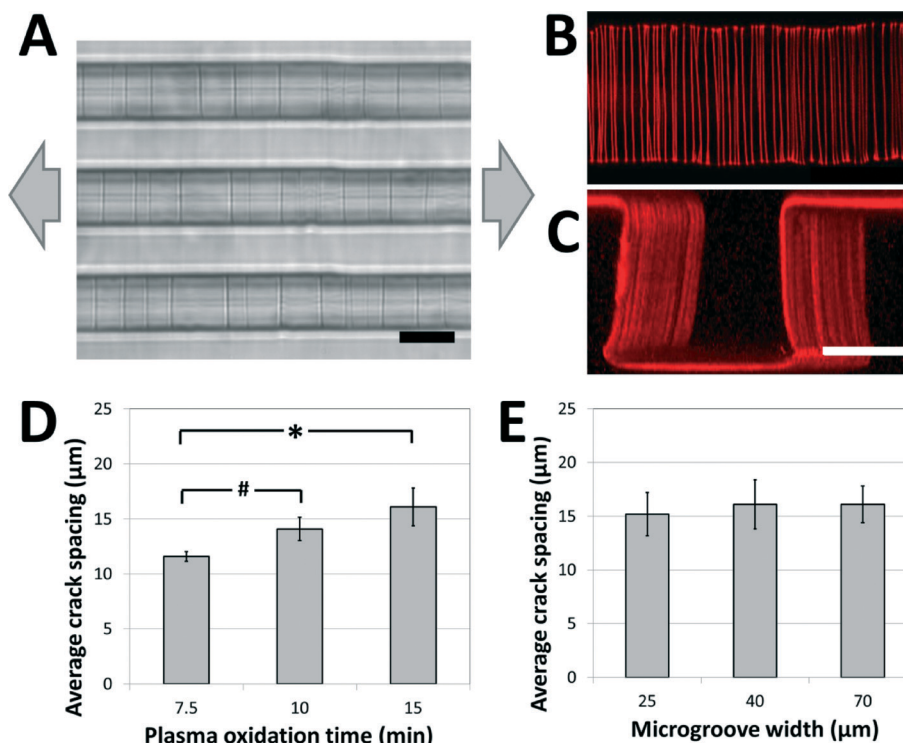 A
B
C
D
25
20
15
10
5
0
Average crack spacing (μm)
*
#
7.5 10 15
Plasma oxidation time (min)
E
25
20
15
10
5
0
Average crack spacing (μm)
25 40 70
Microgroove width (μm)